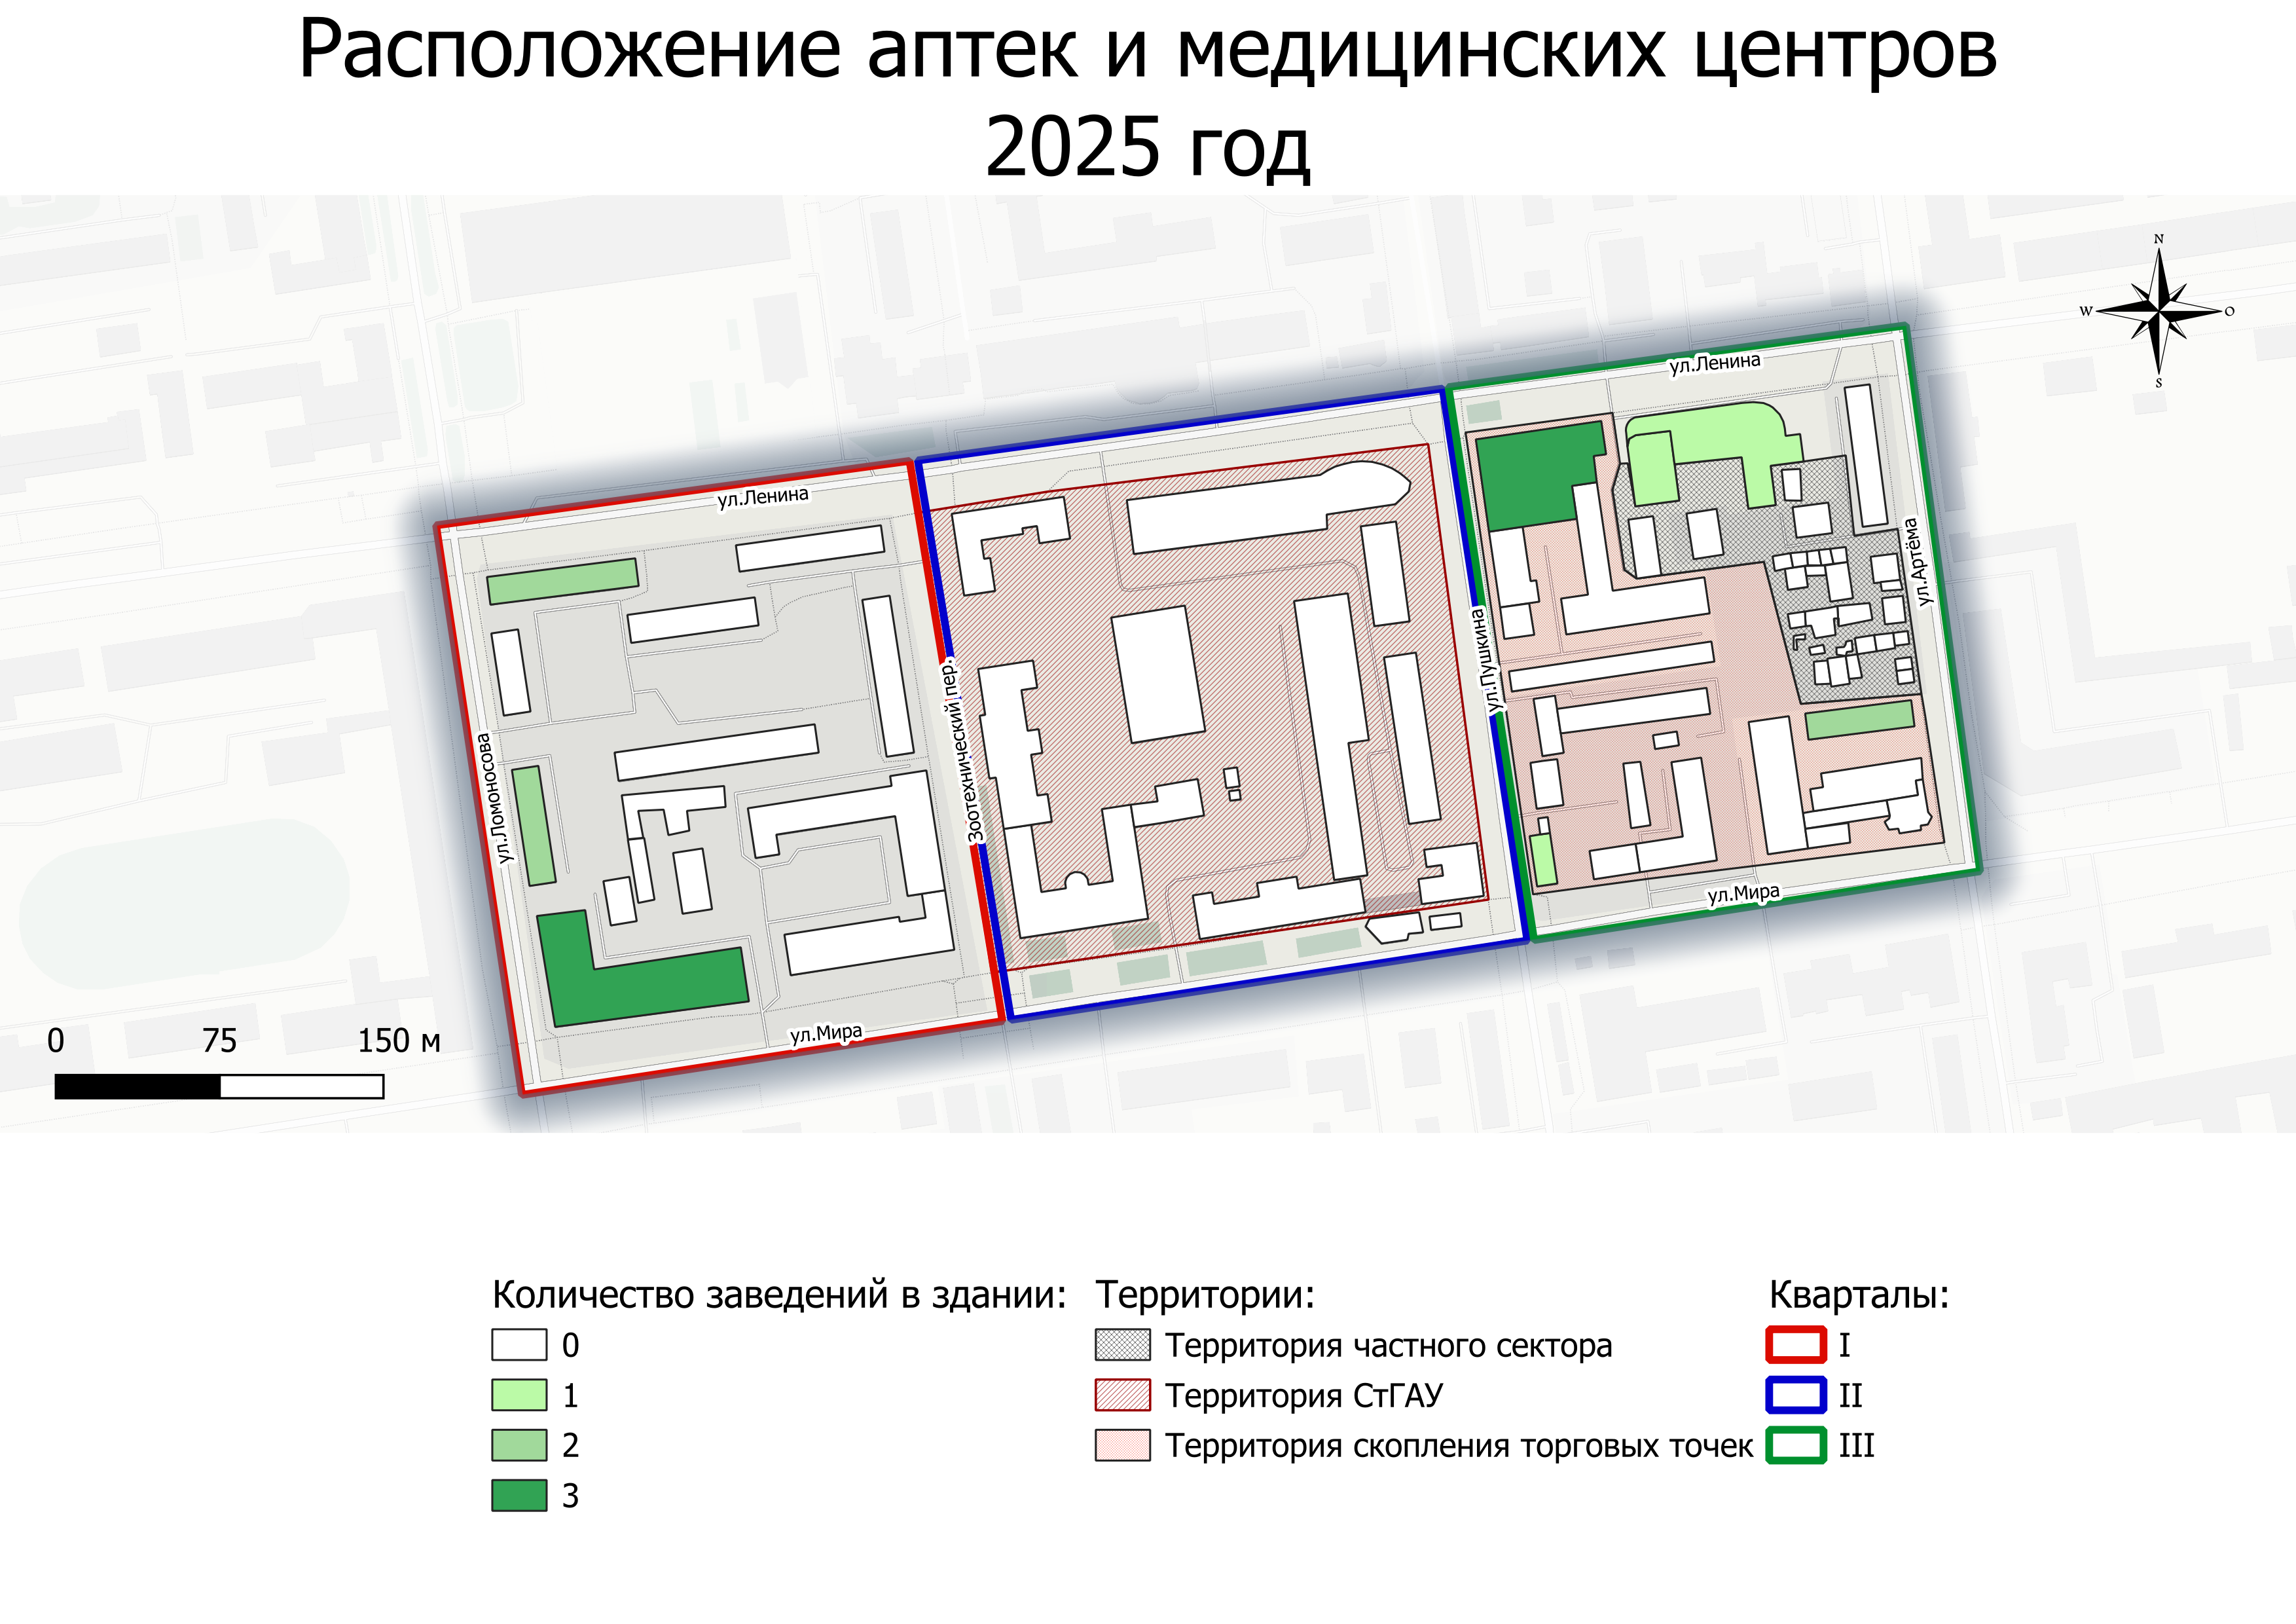 Расположение аптек и медицинских центров
2025 год
N
W
O
S
ул.Ленина
ул.Ленина
ул.Артёма
ул.Пушкина
Зоотехнический пер.
ул.Ломоносова
ул.Мира
ул.Мира
0 75 150 м
Количество заведений в здании:
0
1
2
3
Территории:
Территория частного сектора
Территория СтГАУ
Территория скопления торговых точек
Кварталы:
I
II
III